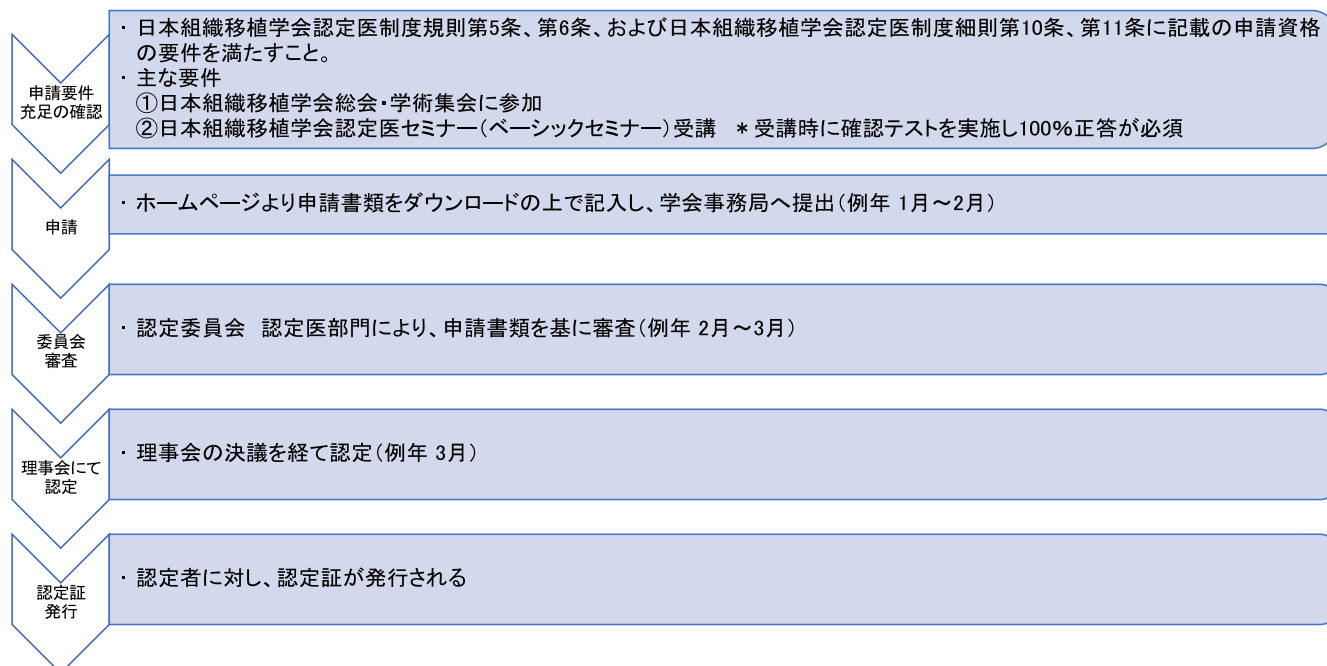 申請要件
充足の確認
・ 日本組織移植学会認定医制度規則第5条、第6条、および日本組織移植学会認定医制度細則第10条、第11条に記載の申請資格
の要件を満たすこと。
・ 主な要件
①日本組織移植学会総会・学術集会に参加
②日本組織移植学会認定医セミナー(ベーシックセミナー)受講　＊受講時に確認テストを実施し100%正答が必須
申請
・ ホームページより申請書類をダウンロードの上で記入し、学会事務局へ提出(例年 1月～2月)
委員会
審査
・ 認定委員会　認定医部門により、申請書類を基に審査(例年 2月～3月)
理事会にて
認定
・ 理事会の決議を経て認定(例年 3月)
認定証
発行
・ 認定者に対し、認定証が発行される